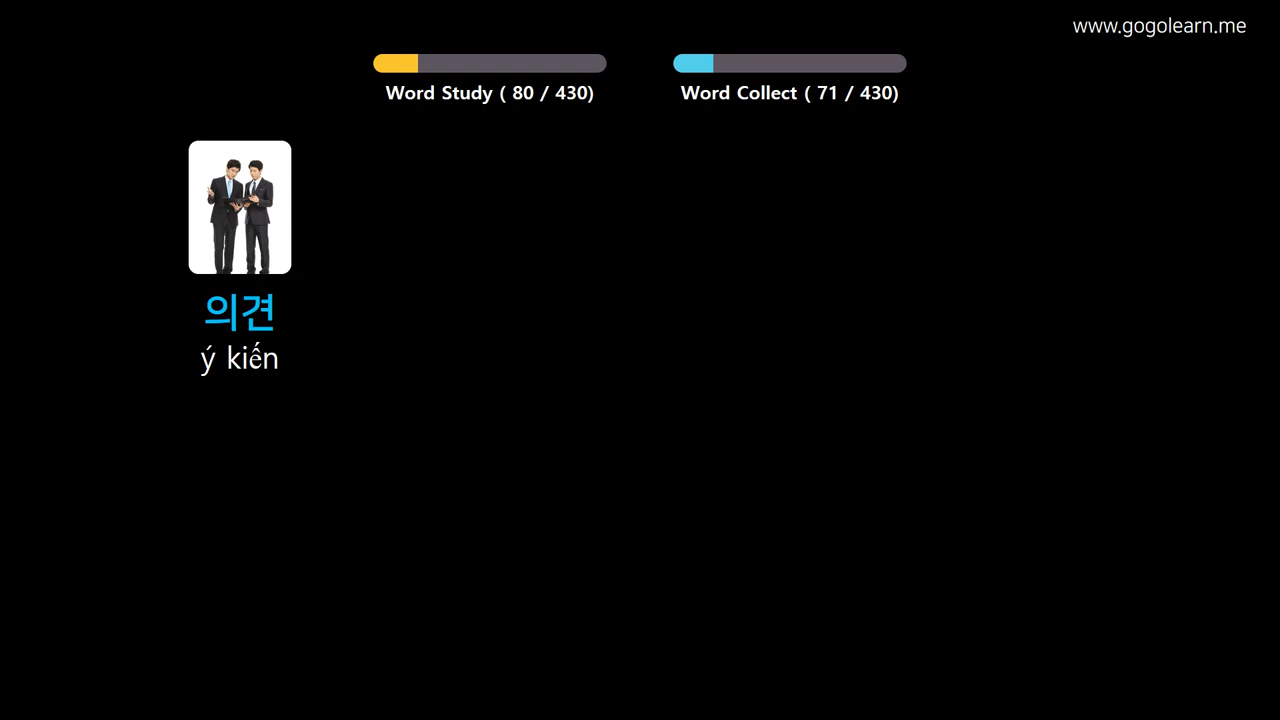 www.gogolearn.me
Word Study ( 80 / 430)
Word Collect ( 71 / 430)
의견
ý kiến